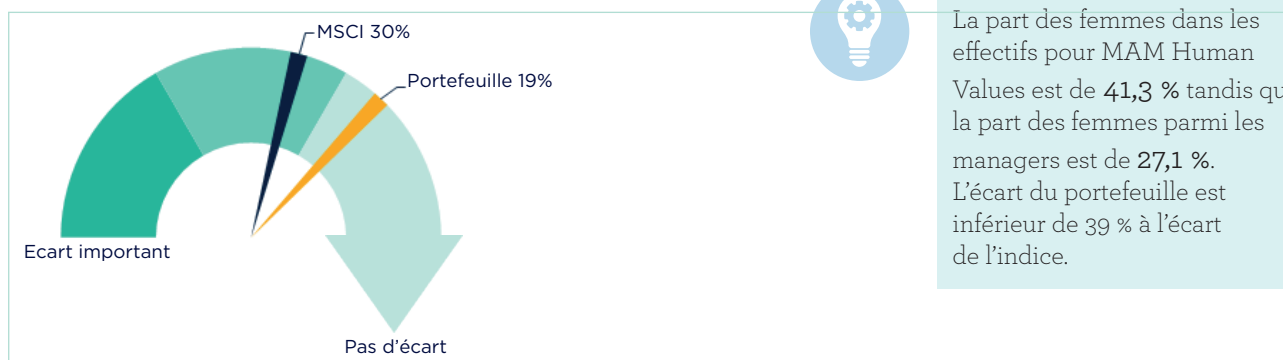 MSCI 30%
Portefeuille 19%
Ecart important
Pas d’écart
La part des femmes dans les
effectifs pour MAM Human
Values est de 41,3 % tandis qu
la part des femmes parmi les
managers est de 27,1 %.
L’écart du portefeuille est
inférieur de 39 % à l’écart
de l’indice.